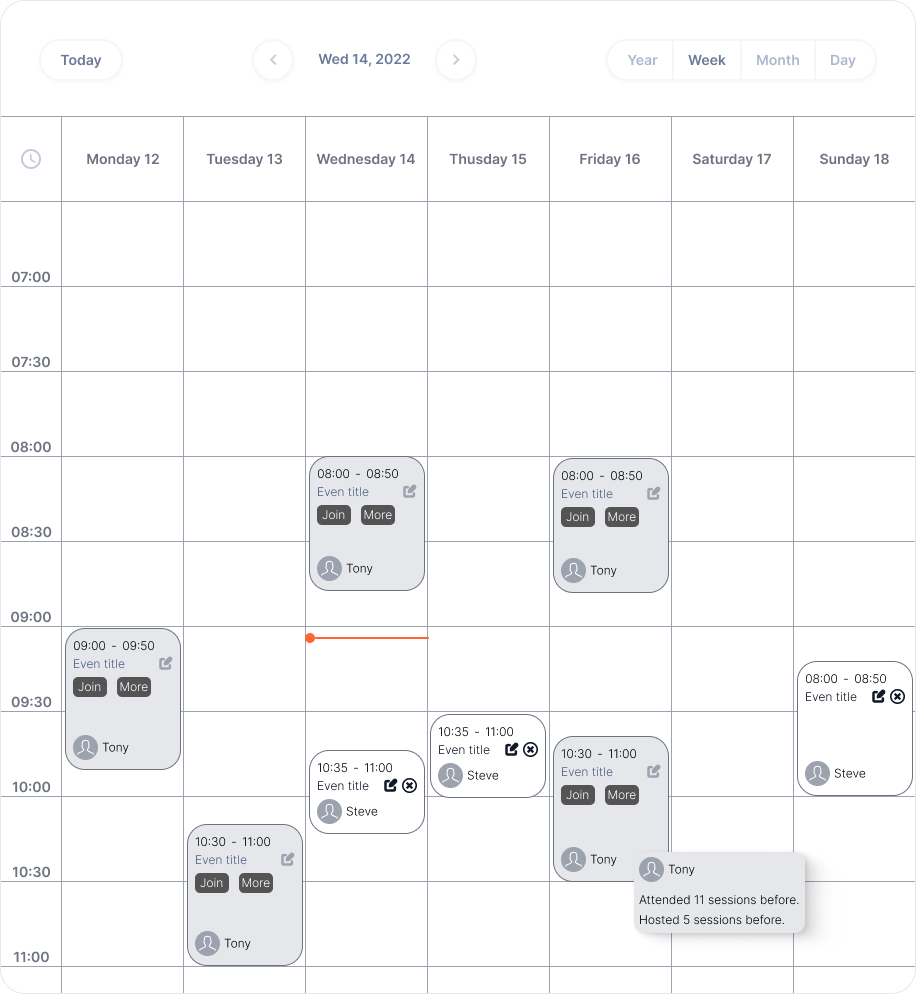 Today
Wed 14, 2022
Year Week Month Day
Monday 12 Tuesday 13 Wednesday 14 Thusday 15 Friday 16 Saturday 17 Sunday 18
07:00
07:30
08:00
08:30
09:00
09:30
10:00
10:30
11:00
09:00 - 09:50
Even title
Join More
Tony
10:30 - 11:00
Even title
Join More
Tony
08:00 - 08:50
Even title
Join More
Tony
10:35 - 11:00
Even title
Steve
10:35 - 11:00
Even title
Steve
08:00 - 08:50
Even title
Join More
Tony
10:30 - 11:00
Even title
Join More
Tony
Tony
Attended 11 sessions before.
Hosted 5 sessions before.
08:00 - 08:50
Even title
Steve